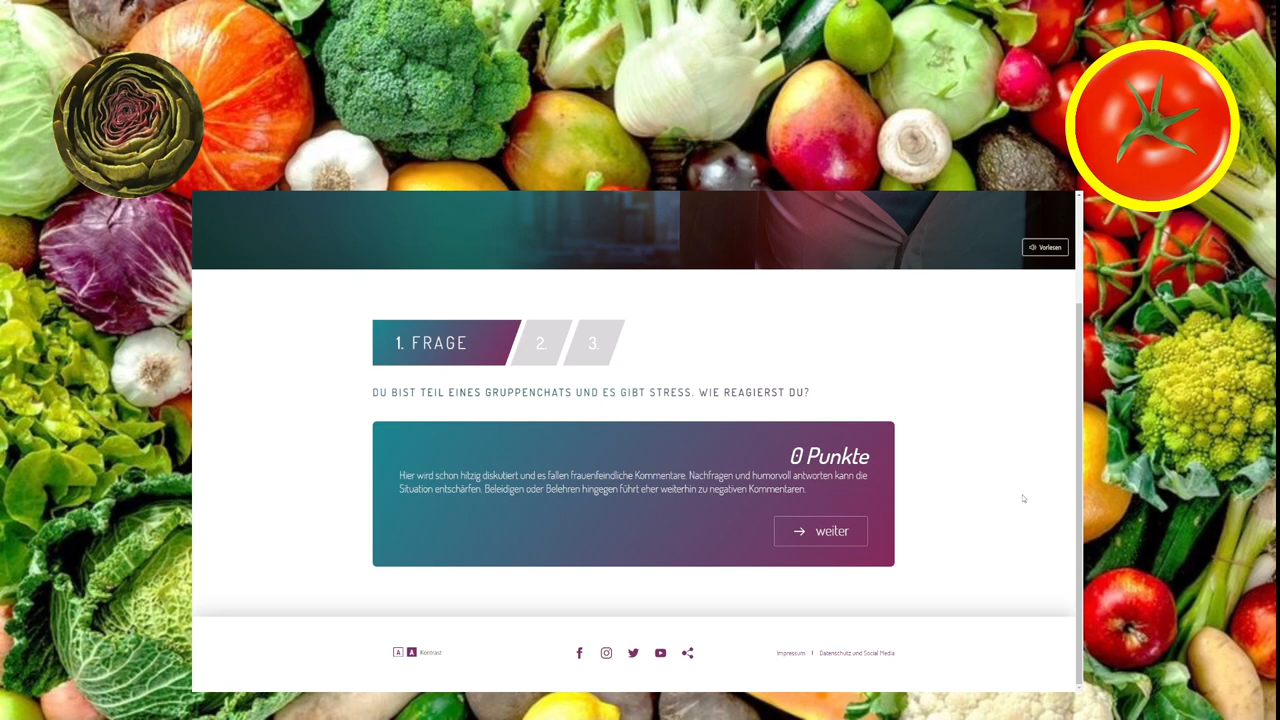 Vorlesen
1. FRAGE 2. 3.
DU BIST TEIL EINES GRUPPENCHATS UND ES GIBT STRESS. WIE REAGIERST DU?
0 Punkte
Hier wird schon hitzig diskutiert und es fallen frauenfeindliche Kommentare. Nachfragen und humorvoll antworten kann die
Situation entschärfen. Beleidigen oder Belehren hingegen führt eher weiterhin zu negativen Kommentaren.
→ weiter
A A Kontrast
Impressum | Datenschutz und Social Media